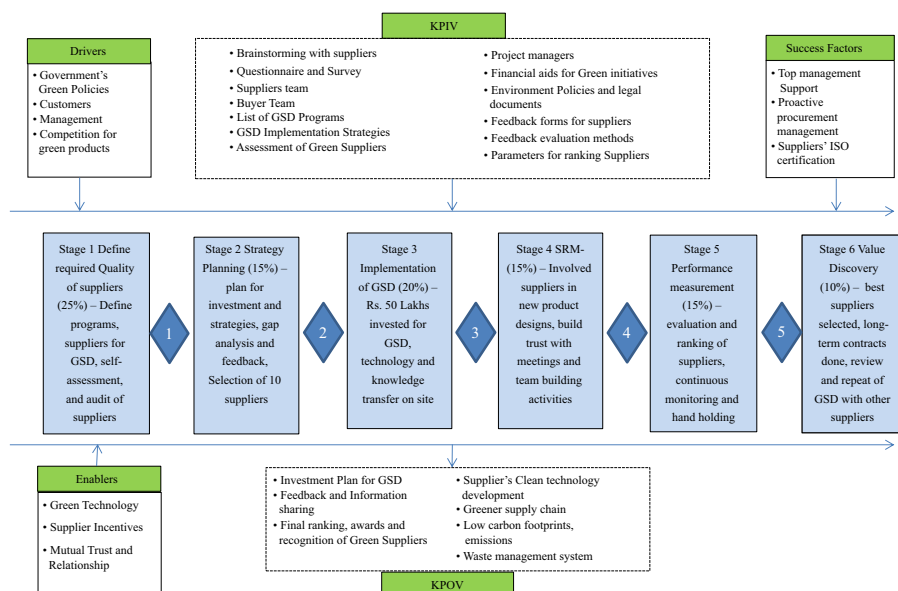 KPIV
Drivers
• Government's
Green Policies
• Customers
• Management
• Competition for
green products
• Brainstorming with suppliers
• Questionnaire and Survey
• Suppliers team
• Buyer Team
• List of GSD Programs
• GSD Implementation Strategies
• Assessment of Green Suppliers
• Project managers
• Financial aids for Green initiatives
• Environment Policies and legal
documents
• Feedback forms for suppliers
• Feedback evaluation methods
• Parameters for ranking Suppliers
Success Factors
• Top management
Support
• Proactive
procurement
management
• Suppliers' ISO
certification
Stage 1 Define
required Quality
of suppliers
(25%) – Define
programs,
suppliers for
GSD, self-
assessment,
and audit of
suppliers
1
Stage 2 Strategy
Planning (15%) –
plan for
investment and
strategies, gap
analysis and
feedback,
Selection of 10
suppliers
2
Stage 3
Implementation
of GSD (20%) –
Rs. 50 Lakhs
invested for
GSD,
technology and
knowledge
transfer on site
3
Stage 4 SRM-
(15%) – Involved
suppliers in
new product
designs, build
trust with
meetings and
team building
activities
4
Stage 5
Performance
measurement
(15%) –
evaluation and
ranking of
suppliers,
continuous
monitoring and
hand holding
5
Stage 6 Value
Discovery
(10%) – best
suppliers
selected, long-
term contracts
done, review
and repeat of
GSD with other
suppliers
Enablers
• Green Technology
• Supplier Incentives
• Mutual Trust and
Relationship
• Investment Plan for GSD
• Feedback and Information
sharing
• Final ranking, awards and
recognition of Green Suppliers
• Supplier's Clean technology
development
• Greener supply chain
• Low carbon footprints,
emissions
• Waste management system
KPOV